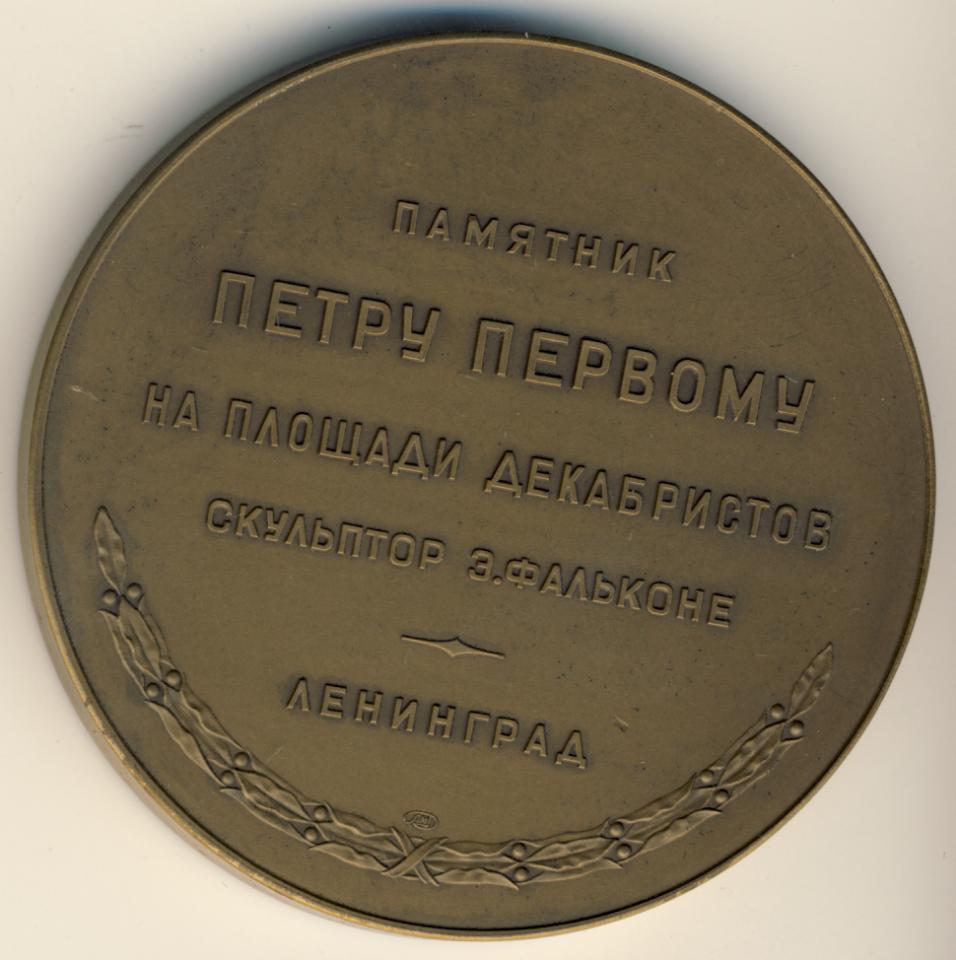 ПАМЯТНИК
ПЕТРУ ПЕРВОМУ
НА ПЛОЩАДИ ДЕКАБРИСТОВ
СКУЛЬПТОР Э.ФАЛЬКОНЕ
ЛЕНИНГРАД